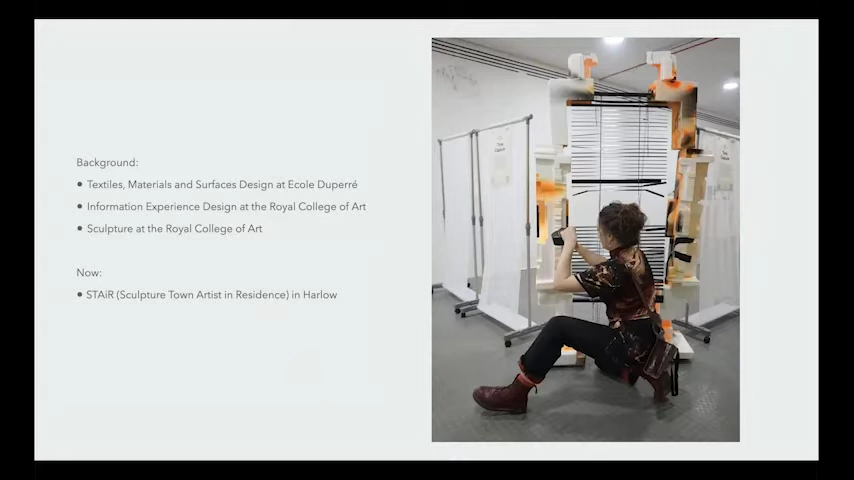 Background:
• Textiles, Materials and Surfaces Design at Ecole Duperré
• Information Experience Design at the Royal College of Art
• Sculpture at the Royal College of Art
Now:
• STAiR (Sculpture Town Artist in Residence) in Harlow